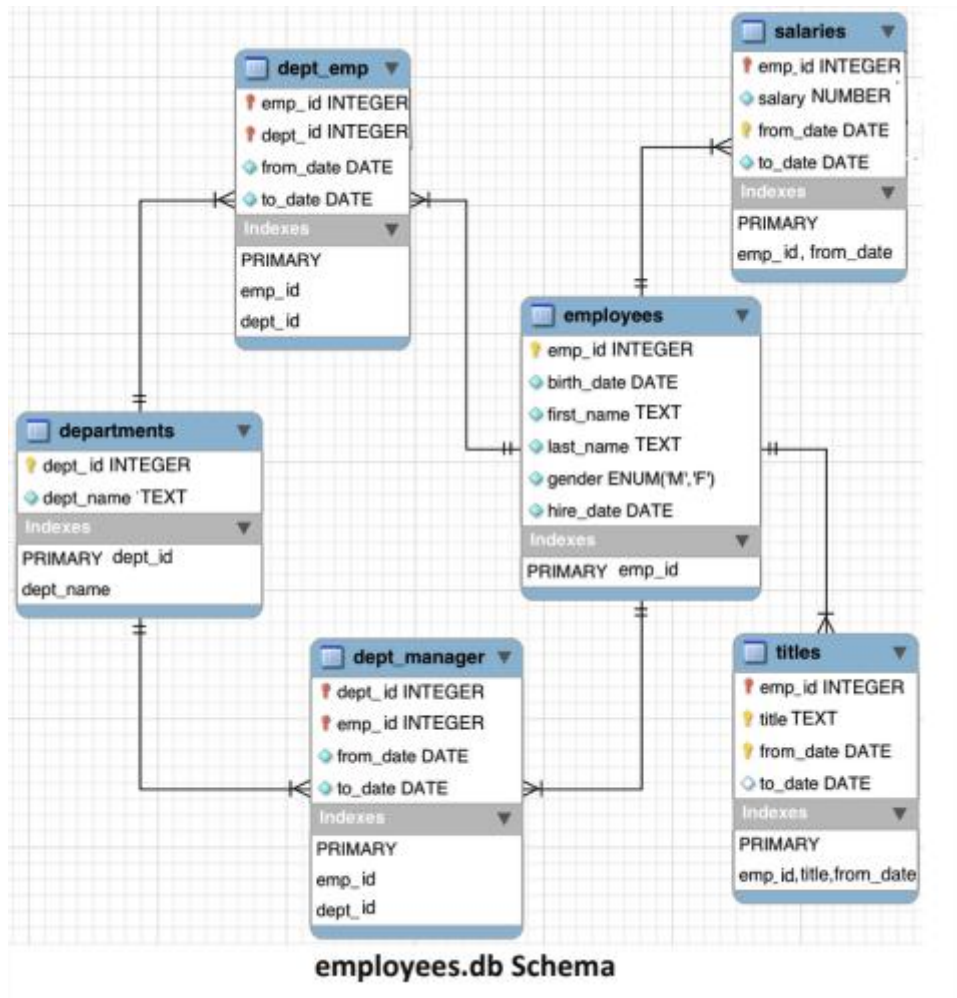 salaries
emp_id INTEGER
salary NUMBER
from_date DATE
to_date DATE
Indexes
PRIMARY
emp_id, from_date
dept_emp
emp_id INTEGER
dept_id INTEGER
from_date DATE
to_date DATE
Indexes
PRIMARY
emp_id
dept_id
employees
emp_id INTEGER
birth_date DATE
first_name TEXT
last_name TEXT
gender ENUM('M','F')
hire_date DATE
Indexes
PRIMARY emp_id
departments
dept_id INTEGER
dept_name TEXT
Indexes
PRIMARY dept_id
dept_name
dept_manager
dept_id INTEGER
emp_id INTEGER
from_date DATE
to_date DATE
Indexes
PRIMARY
emp_id
dept_id
titles
emp_id INTEGER
title TEXT
from_date DATE
to_date DATE
Indexes
PRIMARY
emp_id,title,from_date
employees.db Schema